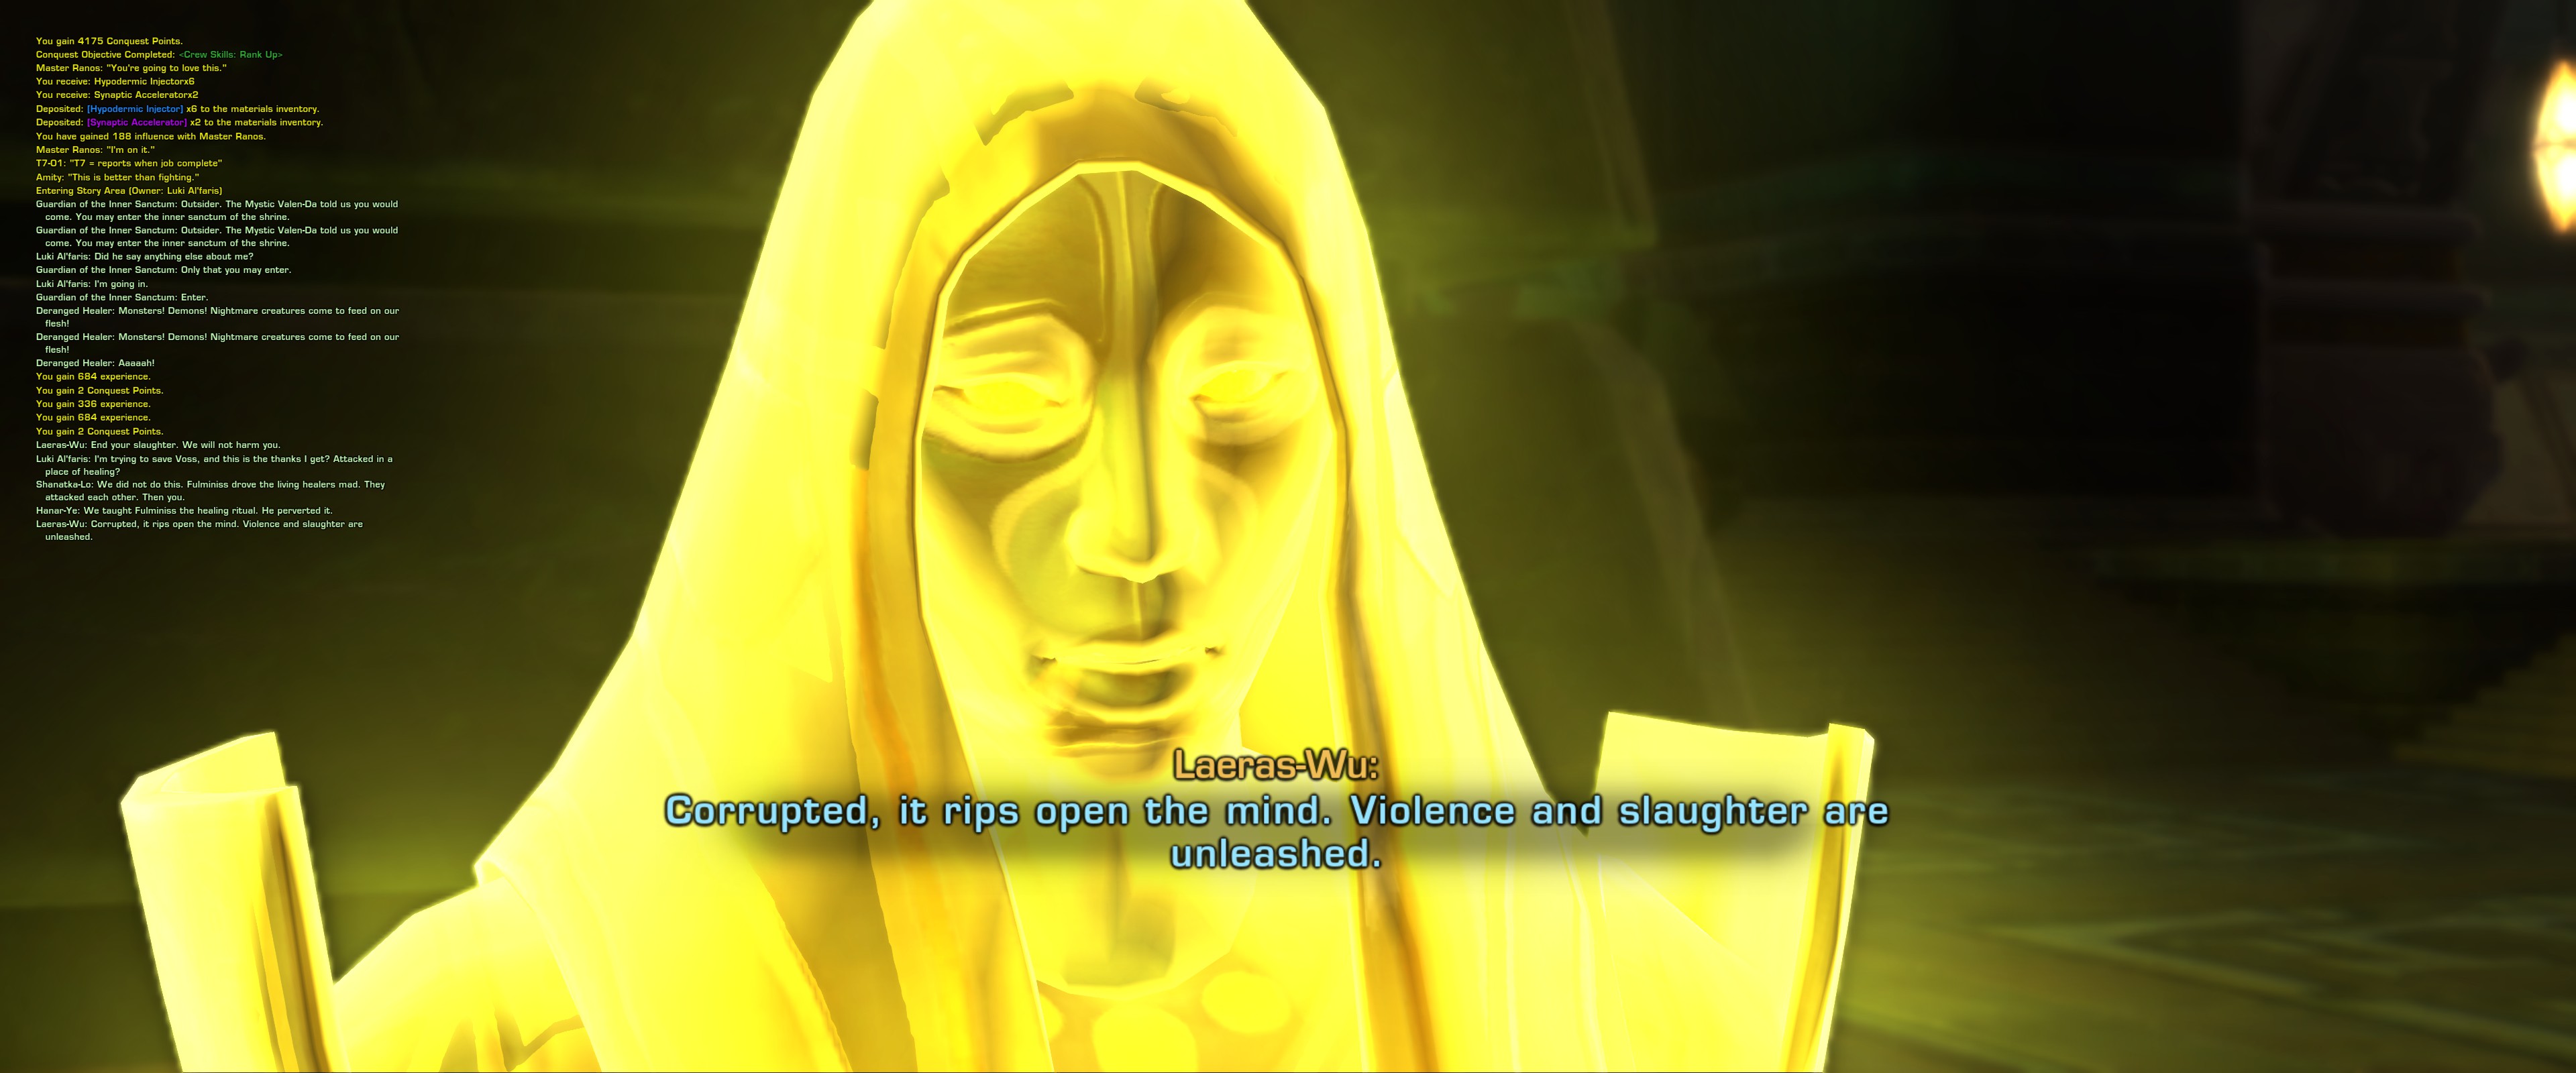 You gain 4175 Conquest Points.
Conquest Objective Completed: <Crew Skills: Rank Up>
Master Ranos: "You're going to love this."
You receive: Hypodermic Injectorx6
You receive: Synaptic Acceleratorx2
Deposited: [Hypodermic Injector] x6 to the materials inventory.
Deposited: [Synaptic Accelerator] x2 to the materials inventory.
You have gained 188 influence with Master Ranos.
Master Ranos: "I'm on it."
T7-01: "T7 = reports when job complete"
Amity: "This is better than fighting."
Entering Story Area (Owner: Luki Al'faris)
Guardian of the Inner Sanctum: Outsider. The Mystic Valen-Da told us you would
come. You may enter the inner sanctum of the shrine.
Guardian of the Inner Sanctum: Outsider. The Mystic Valen-Da told us you would
come. You may enter the inner sanctum of the shrine.
Luki Al'faris: Did he say anything else about me?
Guardian of the Inner Sanctum: Only that you may enter.
Luki Al'faris: I'm going in.
Guardian of the Inner Sanctum: Enter.
Deranged Healer: Monsters! Demons! Nightmare creatures come to feed on our
flesh!
Deranged Healer: Monsters! Demons! Nightmare creatures come to feed on our
flesh!
Deranged Healer: Aaaaah!
You gain 684 experience.
You gain 2 Conquest Points.
You gain 336 experience.
You gain 684 experience.
You gain 2 Conquest Points.
Laeras-Wu: End your slaughter. We will not harm you.
Luki Al'faris: I'm trying to save Voss, and this is the thanks I get? Attacked in a
place of healing?
Shanatka-Lo: We did not do this. Fulminiss drove the living healers mad. They
attacked each other. Then you.
Hanar-Ye: We taught Fulminiss the healing ritual. He perverted it.
Laeras-Wu: Corrupted, it rips open the mind. Violence and slaughter are
unleashed.
Laeras-Wu:
Corrupted, it rips open the mind. Violence and slaughter are
unleashed.